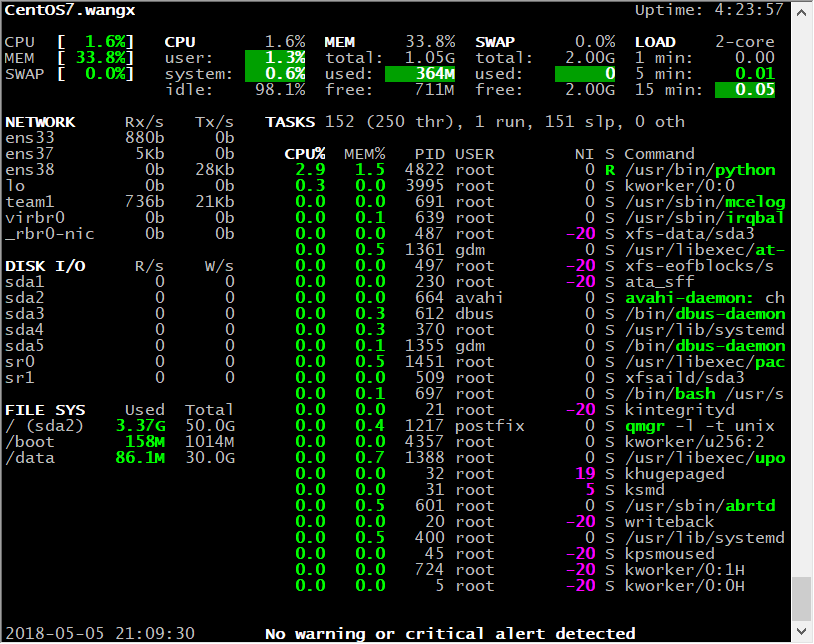 CentOS7.wangx Uptime: 4:23:57
CPU [ 1.6%] CPU 1.6% MEM 33.8% SWAP 0.0% LOAD 2-core
MEM [ 33.8%] user: 1.3% total: 1.05G total: 2.00G 1 min: 0.00
SWAP [ 0.0%] system: 0.6% used: 364M used: 0 5 min: 0.01
idle: 98.1% free: 711M free: 2.00G 15 min: 0.05
NETWORK Rx/s Tx/s TASKS 152 (250 thr), 1 run, 151 slp, 0 oth
ens33 880b 0b
ens37 5Kb 0b CPU% MEM% PID USER NI S Command
ens38 0b 28Kb 2.9 1.5 4822 root 0 R /usr/bin/python
lo 0b 0b 0.3 0.0 3995 root 0 S kworker/0:0
team1 736b 21Kb 0.0 0.0 691 root 0 S /usr/sbin/mcelog
virbr0 0b 0b 0.0 0.1 639 root 0 S /usr/sbin/irqbal
_rbr0-nic 0b 0b 0.0 0.0 487 root -20 S xfs-data/sda3
0.0 0.5 1361 gdm 0 S /usr/libexec/at-
DISK I/O R/s W/s 0.0 0.0 497 root -20 S xfs-eofblocks/s
sda1 0 0 0.0 0.0 230 root -20 S ata_sff
sda2 0 0 0.0 0.0 664 avahi 0 S avahi-daemon: ch
sda3 0 0 0.0 0.3 612 dbus 0 S /bin/dbus-daemon
sda4 0 0 0.0 0.3 370 root 0 S /usr/lib/systemd
sda5 0 0 0.0 0.1 1355 gdm 0 S /bin/dbus-daemon
sr0 0 0 0.0 0.5 1451 root 0 S /usr/libexec/pac
sr1 0 0 0.0 0.0 509 root 0 S xfsaild/sda3
0.0 0.1 697 root 0 S /bin/bash /usr/s
FILE SYS Used Total 0.0 0.0 21 root -20 S kintegrityd
/ (sda2) 3.37G 50.0G 0.0 0.4 1217 postfix 0 S qmgr -l -t unix
/boot 158M 1014M 0.0 0.0 4357 root 0 S kworker/u256:2
/data 86.1M 30.0G 0.0 0.7 1388 root 0 S /usr/libexec/upo
0.0 0.0 32 root 19 S khugepaged
0.0 0.0 31 root 5 S ksmd
0.0 0.5 601 root 0 S /usr/sbin/abrtd
0.0 0.0 20 root -20 S writeback
0.0 0.5 400 root 0 S /usr/lib/systemd
0.0 0.0 45 root -20 S kpsmoused
0.0 0.0 724 root -20 S kworker/0:1H
0.0 0.0 5 root -20 S kworker/0:0H
2018-05-05 21:09:30 No warning or critical alert detected